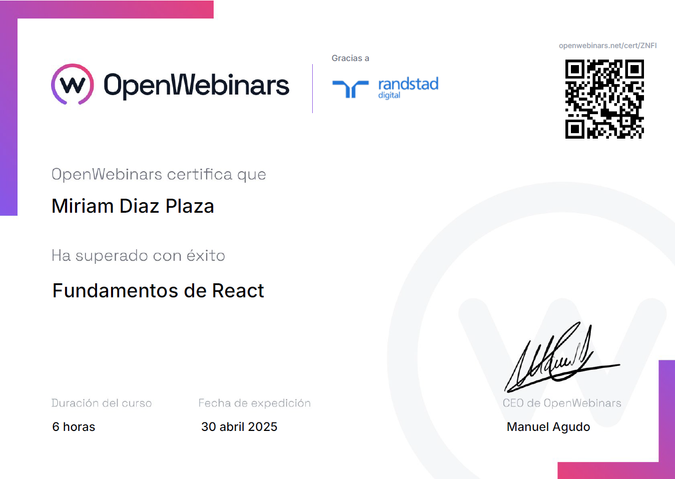 openwebinars.net/cert/ZNFI
Gracias a
OpenWebinars
randstad
digital
OpenWebinars certifica que
Miriam Diaz Plaza
Ha superado con éxito
Fundamentos de React
Duración del curso
Fecha de expedición
CEO de OpenWebinars
6 horas
30 abril 2025
Manuel Agudo